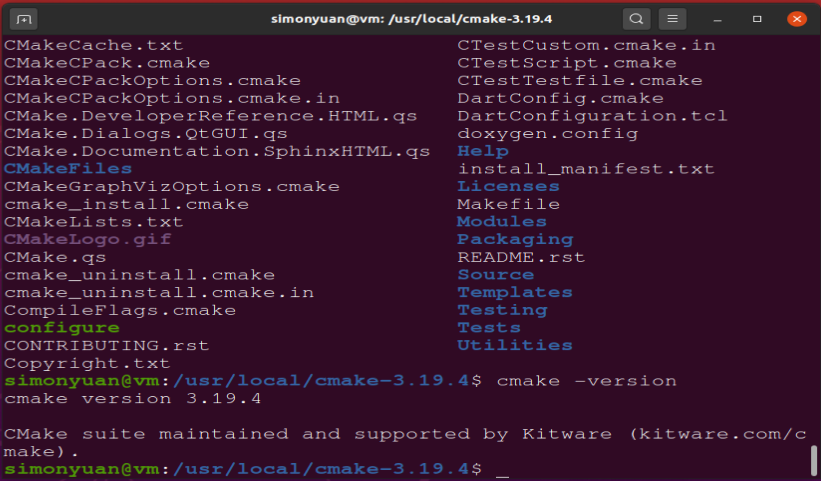 simonyuan@vm: /usr/local/cmake-3.19.4
CMakeCache.txt CTestCustom.cmake.in
CMakeCPack.cmake CTestScript.cmake
CMakeCPackOptions.cmake CTestTestfile.cmake
CMakeCPackOptions.cmake.in DartConfig.cmake
CMake.DeveloperReference.HTML.qs DartConfiguration.tcl
CMake.Dialogs.QtGUI.qs doxygen.config
CMake.Documentation.SphinxHTML.qs Help
CMakeFiles install_manifest.txt
CMakeGraphVizOptions.cmake Licenses
cmake_install.cmake Makefile
CMakeLists.txt Modules
CMakeLogo.gif Packaging
CMake.qs README.rst
cmake_uninstall.cmake Source
cmake_uninstall.cmake.in Templates
CompileFlags.cmake Testing
configure Tests
CONTRIBUTING.rst Utilities
Copyright.txt
simonyuan@vm:/usr/local/cmake-3.19.4$ cmake -version
cmake version 3.19.4
CMake suite maintained and supported by Kitware (kitware.com/c
make).
simonyuan@vm:/usr/local/cmake-3.19.4$ _